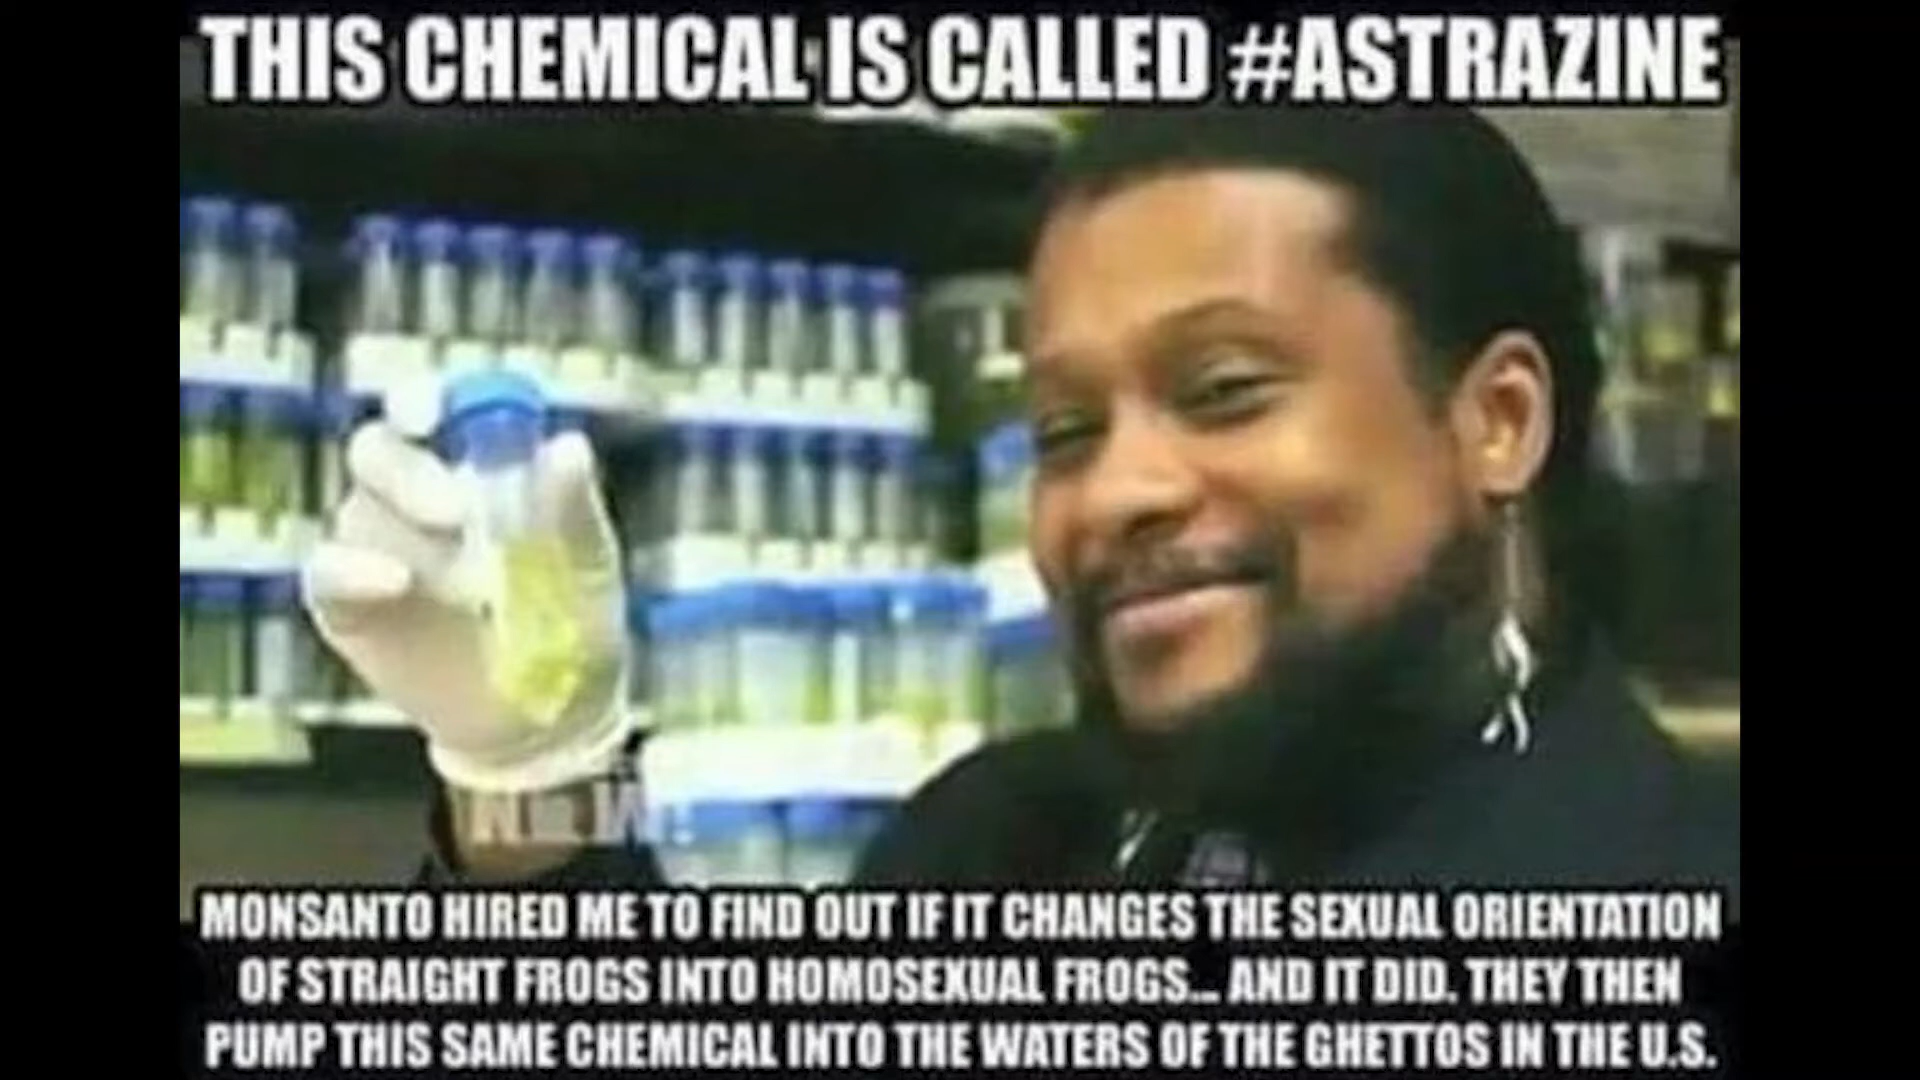 THIS CHEMICAL IS CALLED #ASTRAZINE
MONSANTO HIRED ME TO FIND OUT IF IT CHANGES THE SEXUAL ORIENTATION
OF STRAIGHT FROGS INTO HOMOSEXUAL FROGS... AND IT DID. THEY THEN
PUMP THIS SAME CHEMICAL INTO THE WATERS OF THE GHETTOS IN THE U.S.